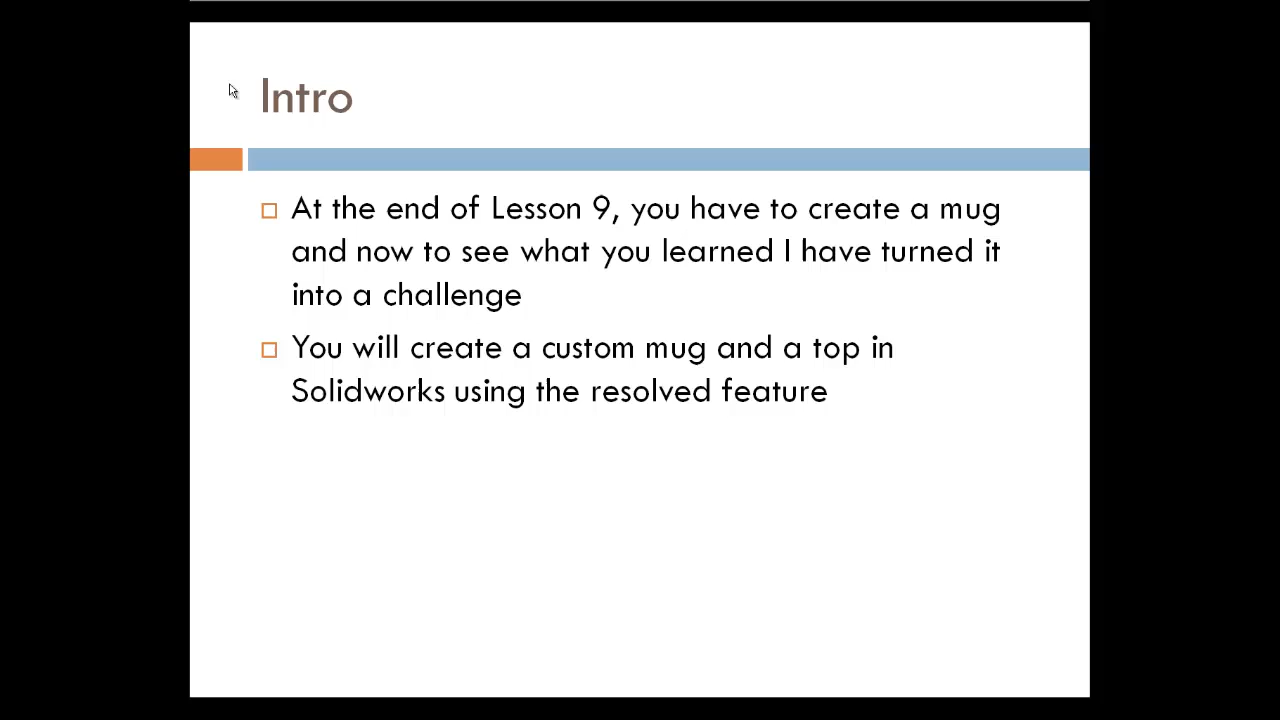 Intro
At the end of Lesson 9, you have to create a mug
and now to see what you learned I have turned it
into a challenge
You will create a custom mug and a top in
Solidworks using the resolved feature